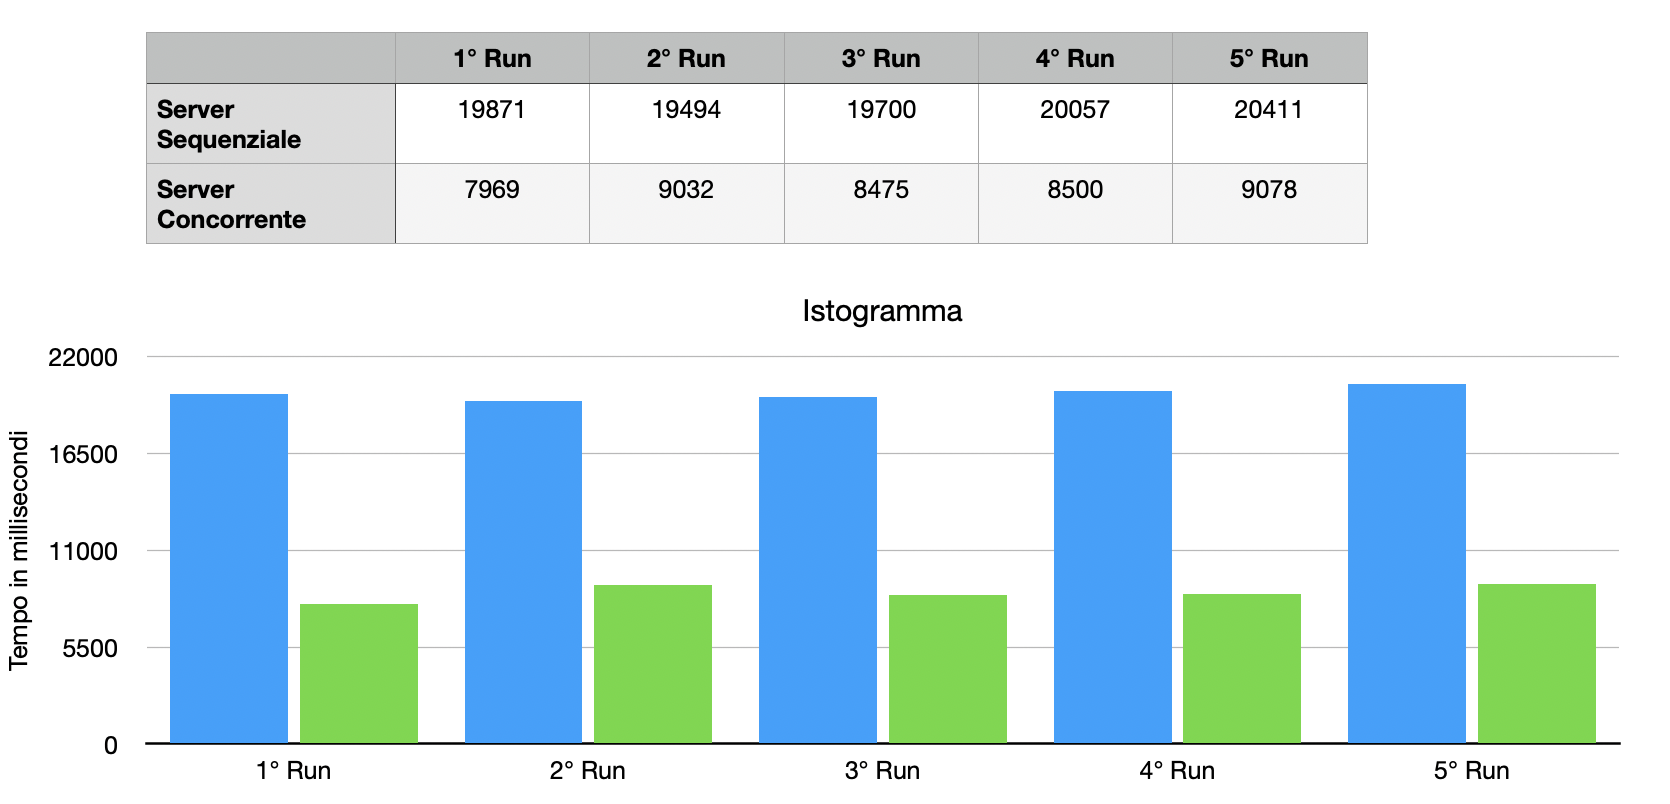 1° Run 2° Run 3° Run 4° Run 5° Run
Server Sequenziale 19871 19494 19700 20057 20411
Server Concorrente 7969 9032 8475 8500 9078
Istogramma
Tempo in millisecondi
22000
16500
11000
5500
0
1° Run 2° Run 3° Run 4° Run 5° Run